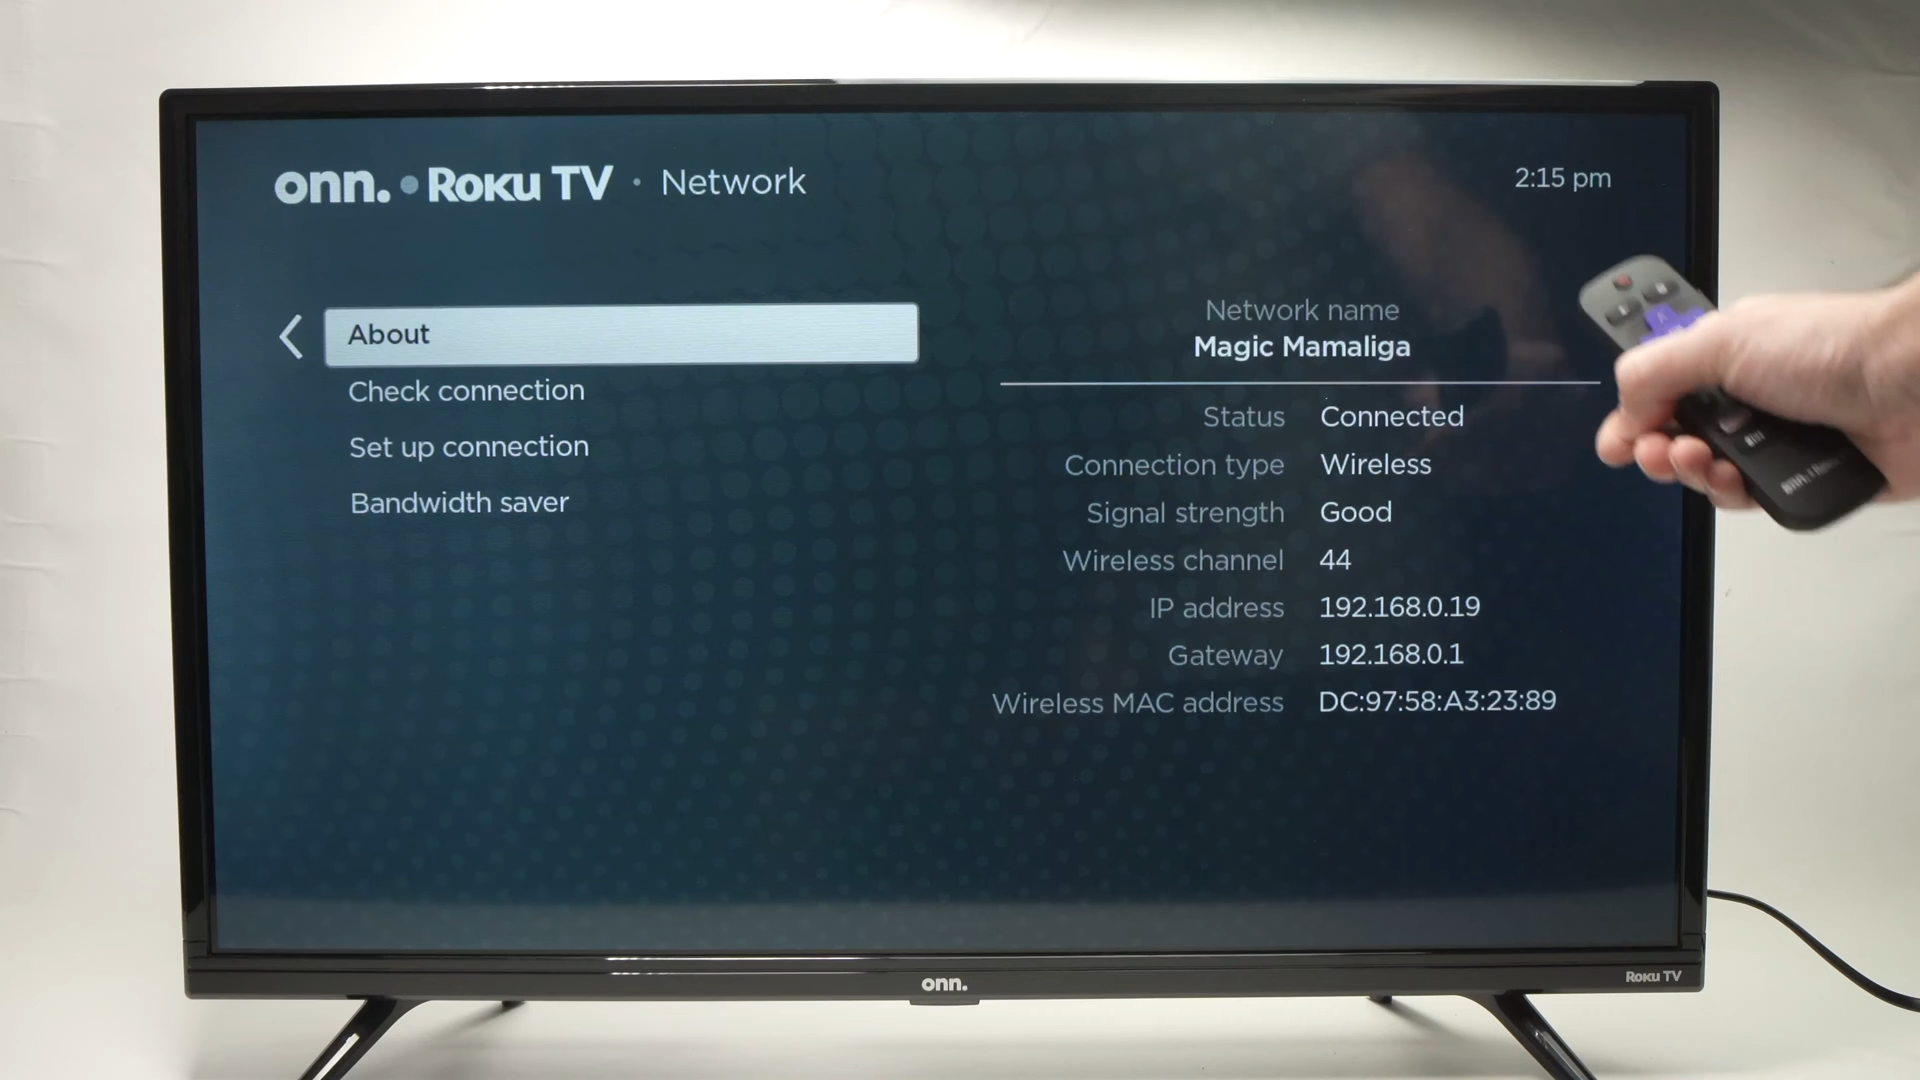 onn. • Roku TV • Network
2:15 pm
About
Check connection
Set up connection
Bandwidth saver
Network name
Magic Mamaliga
Status Connected
Connection type Wireless
Signal strength Good
Wireless channel 44
IP address 192.168.0.19
Gateway 192.168.0.1
Wireless MAC address DC:97:58:A3:23:89
onn.
Roku TV